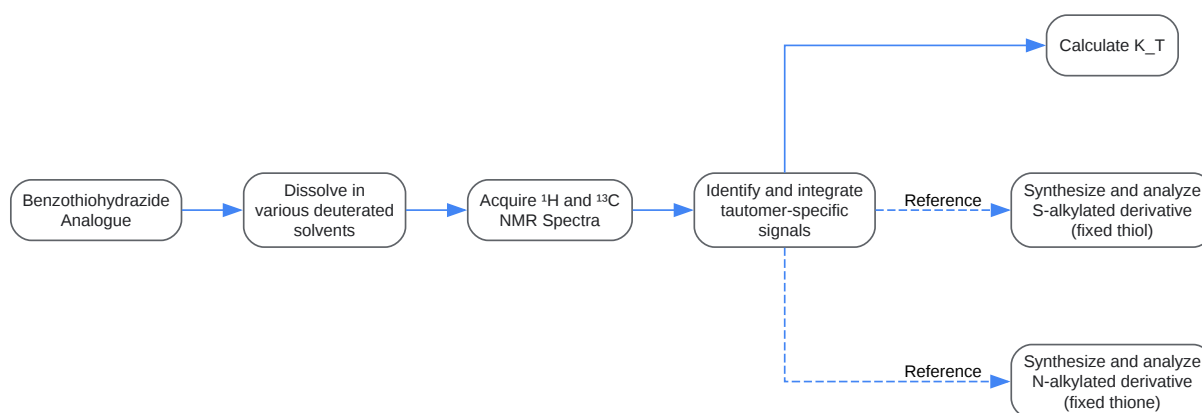 Calculate K_T
Benzothiohydrazide
Analogue
Dissolve in
various deuterated
solvents
Acquire ¹H and ¹³C
NMR Spectra
Identify and integrate
tautomer-specific
signals
Reference
Synthesize and analyze
S-alkylated derivative
(fixed thiol)
Reference
Synthesize and analyze
N-alkylated derivative
(fixed thione)